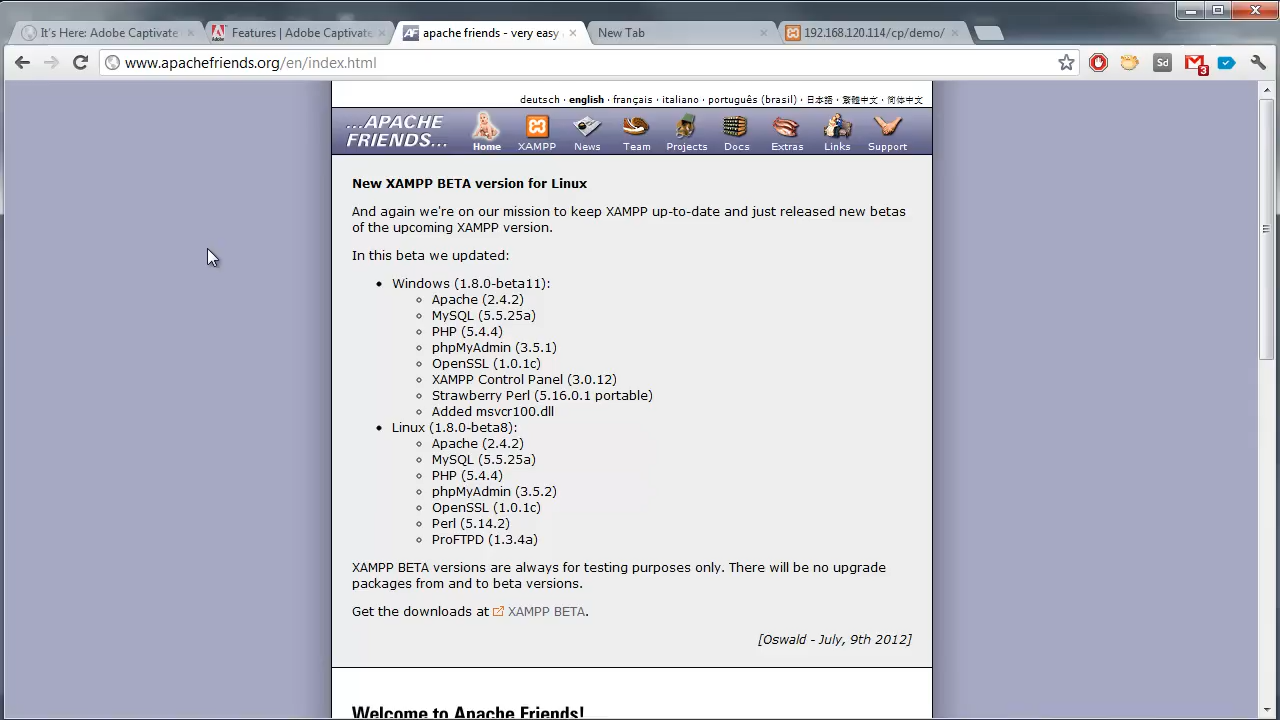 It's Here! Adobe Captivate
Features | Adobe Captivate
AF apache friends - very easy
New Tab
192.168.120.114/cp/demo/
www.apachefriends.org/en/index.html
Sd
3
deutsch · english · français · italiano · português (brasil) · 日本語 · 繁體中文 · 简体中文
...APACHE
FRIENDS...
Home
XAMPP
News
Team
Projects
Docs
Extras
Links
Support
New XAMPP BETA version for Linux
And again we're on our mission to keep XAMPP up-to-date and just released new betas
of the upcoming XAMPP version.
In this beta we updated:
Windows (1.8.0-beta11):
Apache (2.4.2)
MySQL (5.5.25a)
PHP (5.4.4)
phpMyAdmin (3.5.1)
OpenSSL (1.0.1c)
XAMPP Control Panel (3.0.12)
Strawberry Perl (5.16.0.1 portable)
Added msvcr100.dll
Linux (1.8.0-beta8):
Apache (2.4.2)
MySQL (5.5.25a)
PHP (5.4.4)
phpMyAdmin (3.5.2)
OpenSSL (1.0.1c)
Perl (5.14.2)
ProFTPD (1.3.4a)
XAMPP BETA versions are always for testing purposes only. There will be no upgrade
packages from and to beta versions.
Get the downloads at XAMPP BETA.
[Oswald - July, 9th 2012]
Welcome to Apache Friends!